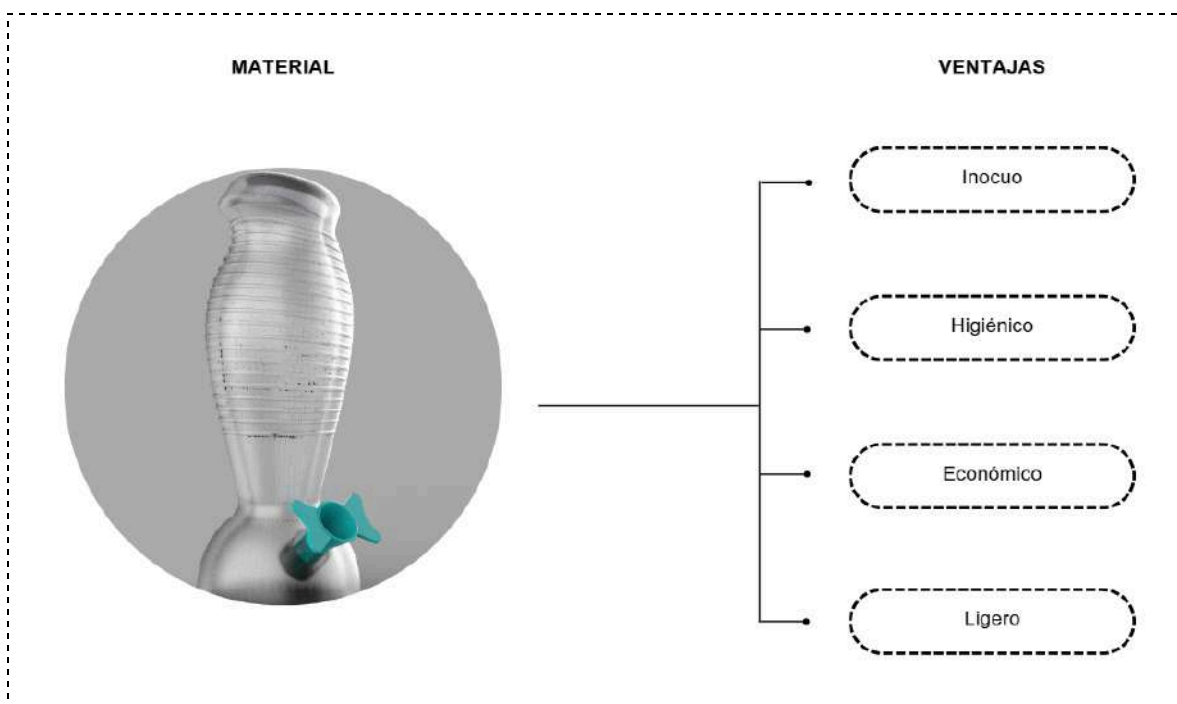 MATERIAL
VENTAJAS
Inocuo
Higiénico
Económico
Ligero